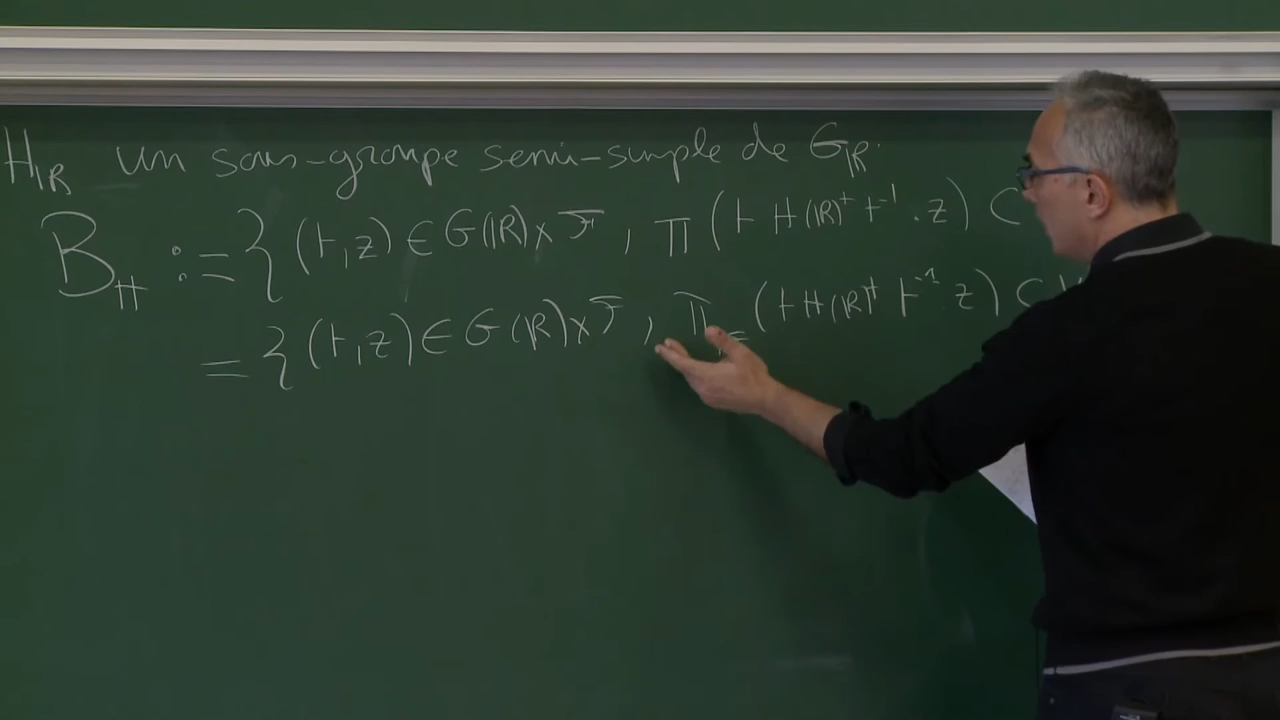 H_ℝ un sous-groupe semi-simple de G_ℝ.
B_H := { (t, z) ∈ G(ℝ) × F, π (t H(ℝ)⁺ t⁻¹ . z) ⊂
= { (t, z) ∈ G(ℝ) × F, π (t H(ℝ)⁺ t⁻¹ . z) ⊂